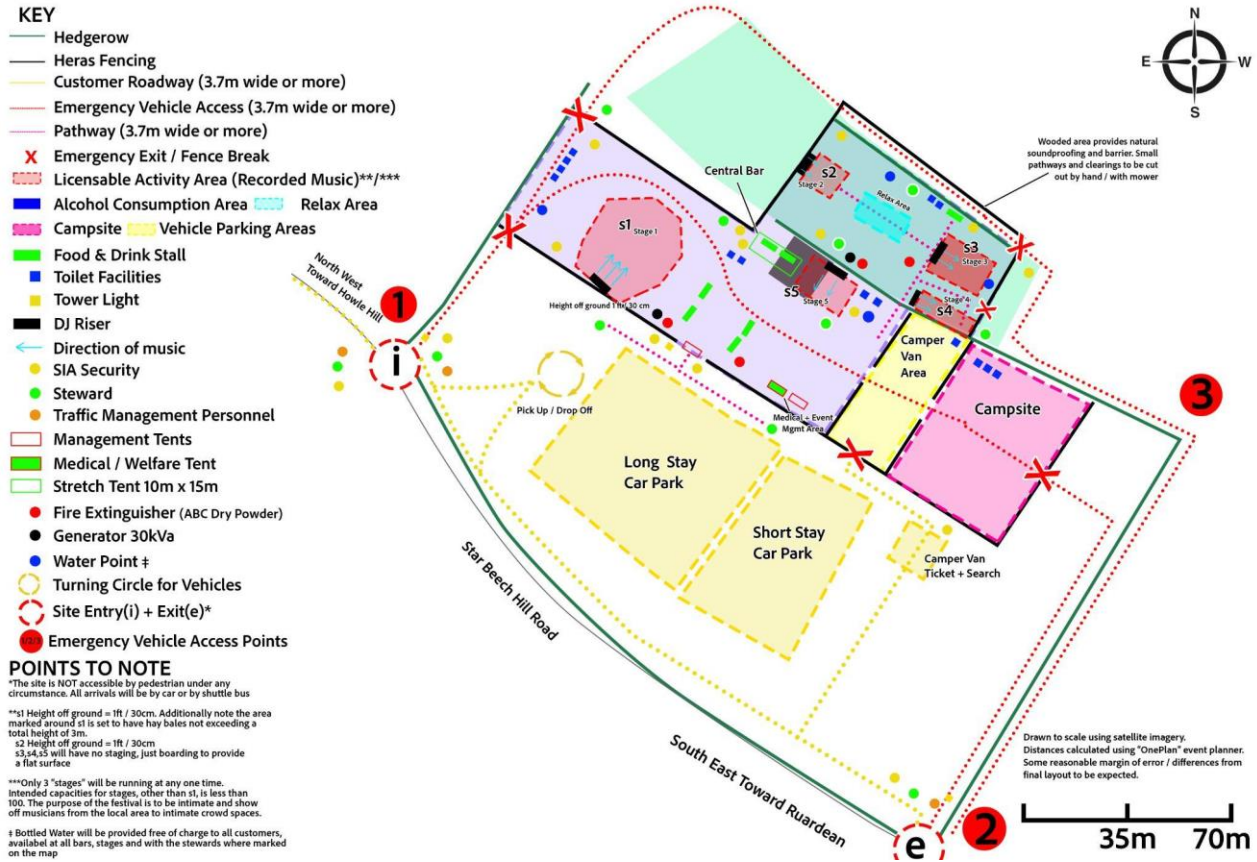 KEY
Hedgerow
Heras Fencing
Customer Roadway (3.7m wide or more)
Emergency Vehicle Access (3.7m wide or more)
Pathway (3.7m wide or more)
X Emergency Exit / Fence Break
Licensable Activity Area (Recorded Music)**/***
Alcohol Consumption Area Relax Area
Campsite Vehicle Parking Areas
Food & Drink Stall
Toilet Facilities
Tower Light
DJ Riser
Direction of music
SIA Security
Steward
Traffic Management Personnel
Management Tents
Medical / Welfare Tent
Stretch Tent 10m x 15m
Fire Extinguisher (ABC Dry Powder)
Generator 30kVa
Water Point ‡
Turning Circle for Vehicles
Site Entry(i) + Exit(e)*
1/2/3 Emergency Vehicle Access Points
POINTS TO NOTE
*The site is NOT accessible by pedestrian under any
circumstance. All arrivals will be by car or by shuttle bus
**s1 Height off ground = 1ft / 30cm. Additionally note the area
marked around s1 is set to have hay bales not exceeding a
total height of 3m.
s2 Height off ground = 1ft / 30cm
s3,s4,s5 will have no staging, just boarding to provide
a flat surface
***Only 3 "stages" will be running at any one time.
Intended capacities for stages, other than s1, is less than
100. The purpose of the festival is to be intimate and show
off musicians from the local area to intimate crowd spaces.
‡ Bottled Water will be provided free of charge to all customers,
availabel at all bars, stages and with the stewards where marked
on the map
N
E W
S
Wooded area provides natural
soundproofing and barrier. Small
pathways and clearings to be cut
out by hand / with mower
X
X
X
X
X
X
Central Bar
s2
Stage 2
Relax Area
s3
Stage 3
Stage 4
s4
s1 Stage 1
s5
Stage 5
Height off ground 1 ft / 30 cm
North West
Toward Howle Hill
1
i
Pick Up / Drop Off
Medical + Event
Mgmt Area
Camper
Van
Area
Campsite
3
Long Stay
Car Park
Short Stay
Car Park
Camper Van
Ticket + Search
Star Beech Hill Road
South East Toward Ruardean
e
2
Drawn to scale using satellite imagery.
Distances calculated using "OnePlan" event planner.
Some reasonable margin of error / differences from
final layout to be expected.
35m 70m